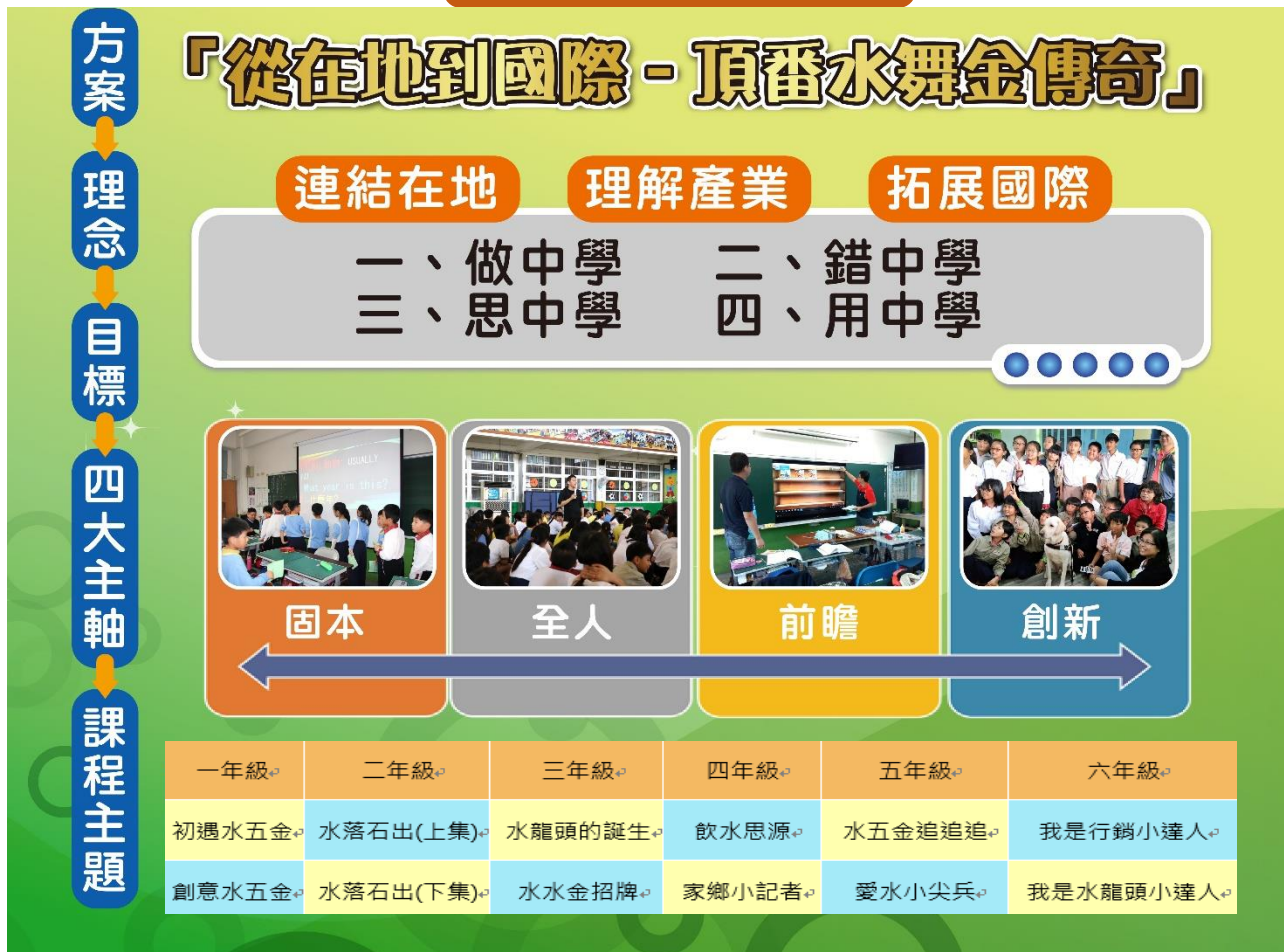 方案
理念
目標
四大主軸
課程主題
「從在地到國際-頂番水舞金傳奇」
連結在地 理解產業 拓展國際
一、做中學 二、錯中學
三、思中學 四、用中學
USUALLY
What year is this?
固本 全人 前瞻 創新
一年級 二年級 三年級 四年級 五年級 六年級
初遇水五金 水落石出(上集) 水龍頭的誕生 飲水思源 水五金追追追 我是行銷小達人
創意水五金 水落石出(下集) 水水金招牌 家鄉小記者 愛水小尖兵 我是水龍頭小達人